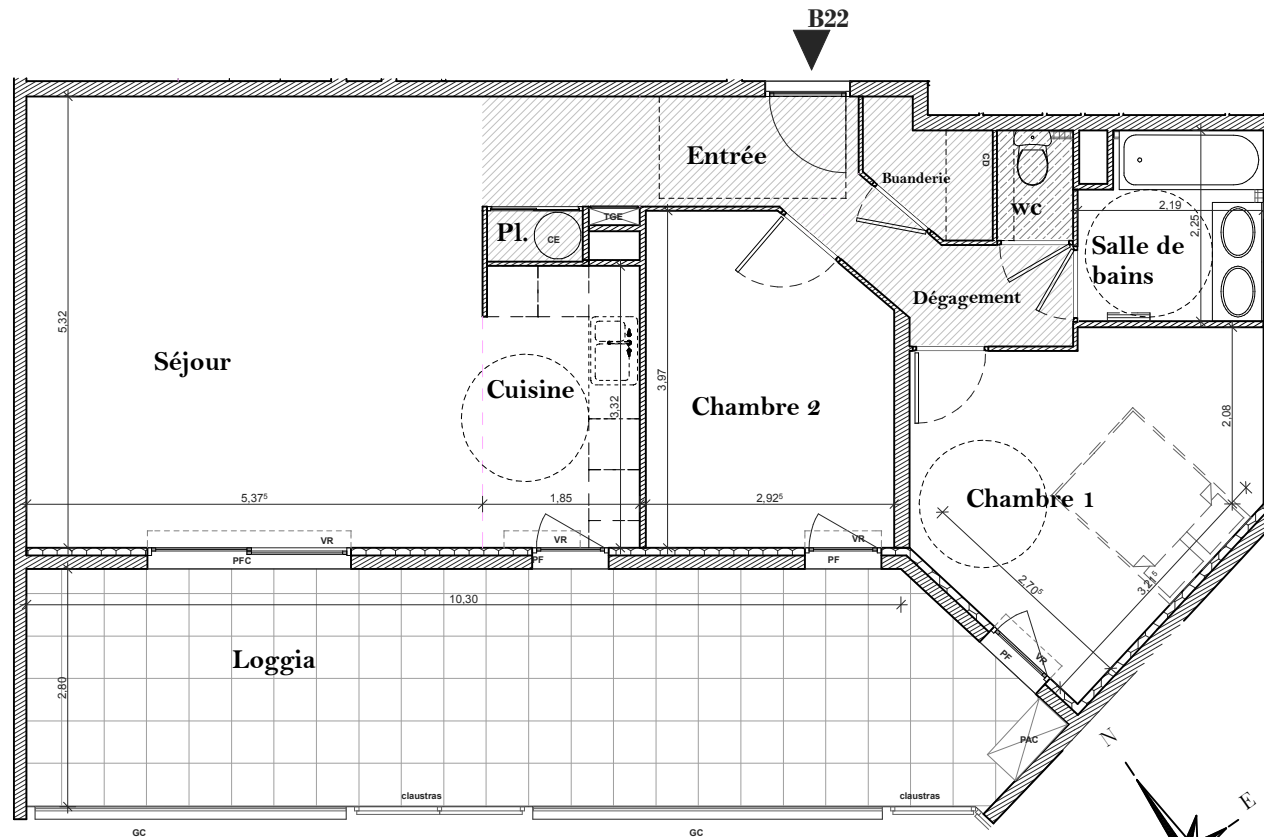 B22
Entrée
Buanderie
CD
wc
2,19
2,25
Salle de
bains
Pl.
CE
TGE
Dégagement
5,32
Séjour
Cuisine
3,32
3,97
Chambre 2
2,08
Chambre 1
5,37⁵
1,85
2,92⁵
VR
VR
VR
PFC
PF
PF
2,70⁵
3,21⁵
10,30
VR
PF
Loggia
2,80
PAC
N
E
claustras
claustras
GC
GC